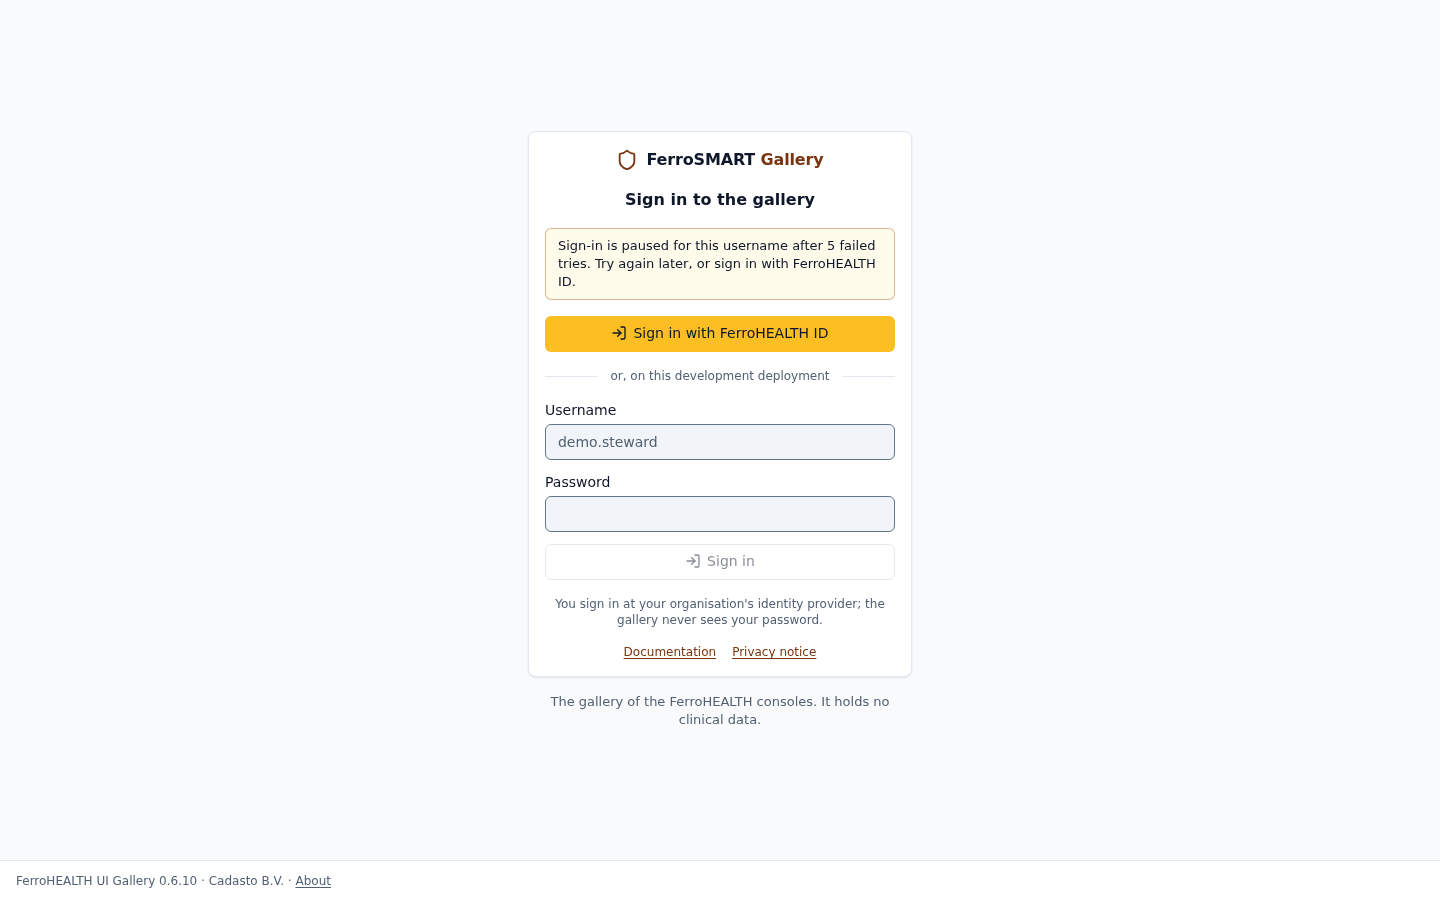 FerroSMART Gallery
Sign in to the gallery
Sign-in is paused for this username after 5 failed
tries. Try again later, or sign in with FerroHEALTH
ID.
Sign in with FerroHEALTH ID
or, on this development deployment
Username
demo.steward
Password
Sign in
You sign in at your organisation's identity provider; the
gallery never sees your password.
Documentation Privacy notice
The gallery of the FerroHEALTH consoles. It holds no
clinical data.
FerroHEALTH UI Gallery 0.6.10 · Cadasto B.V. · About